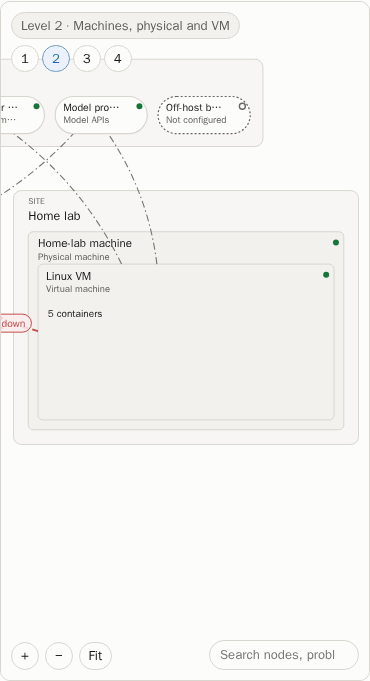 Level 2 · Machines, physical and VM
1 2 3 4
r ··· Model pro··· Off-host b···
m··· Model APIs Not configured
SITE
Home lab
Home-lab machine
Physical machine
Linux VM
Virtual machine
5 containers
down
+ − Fit Search nodes, probl